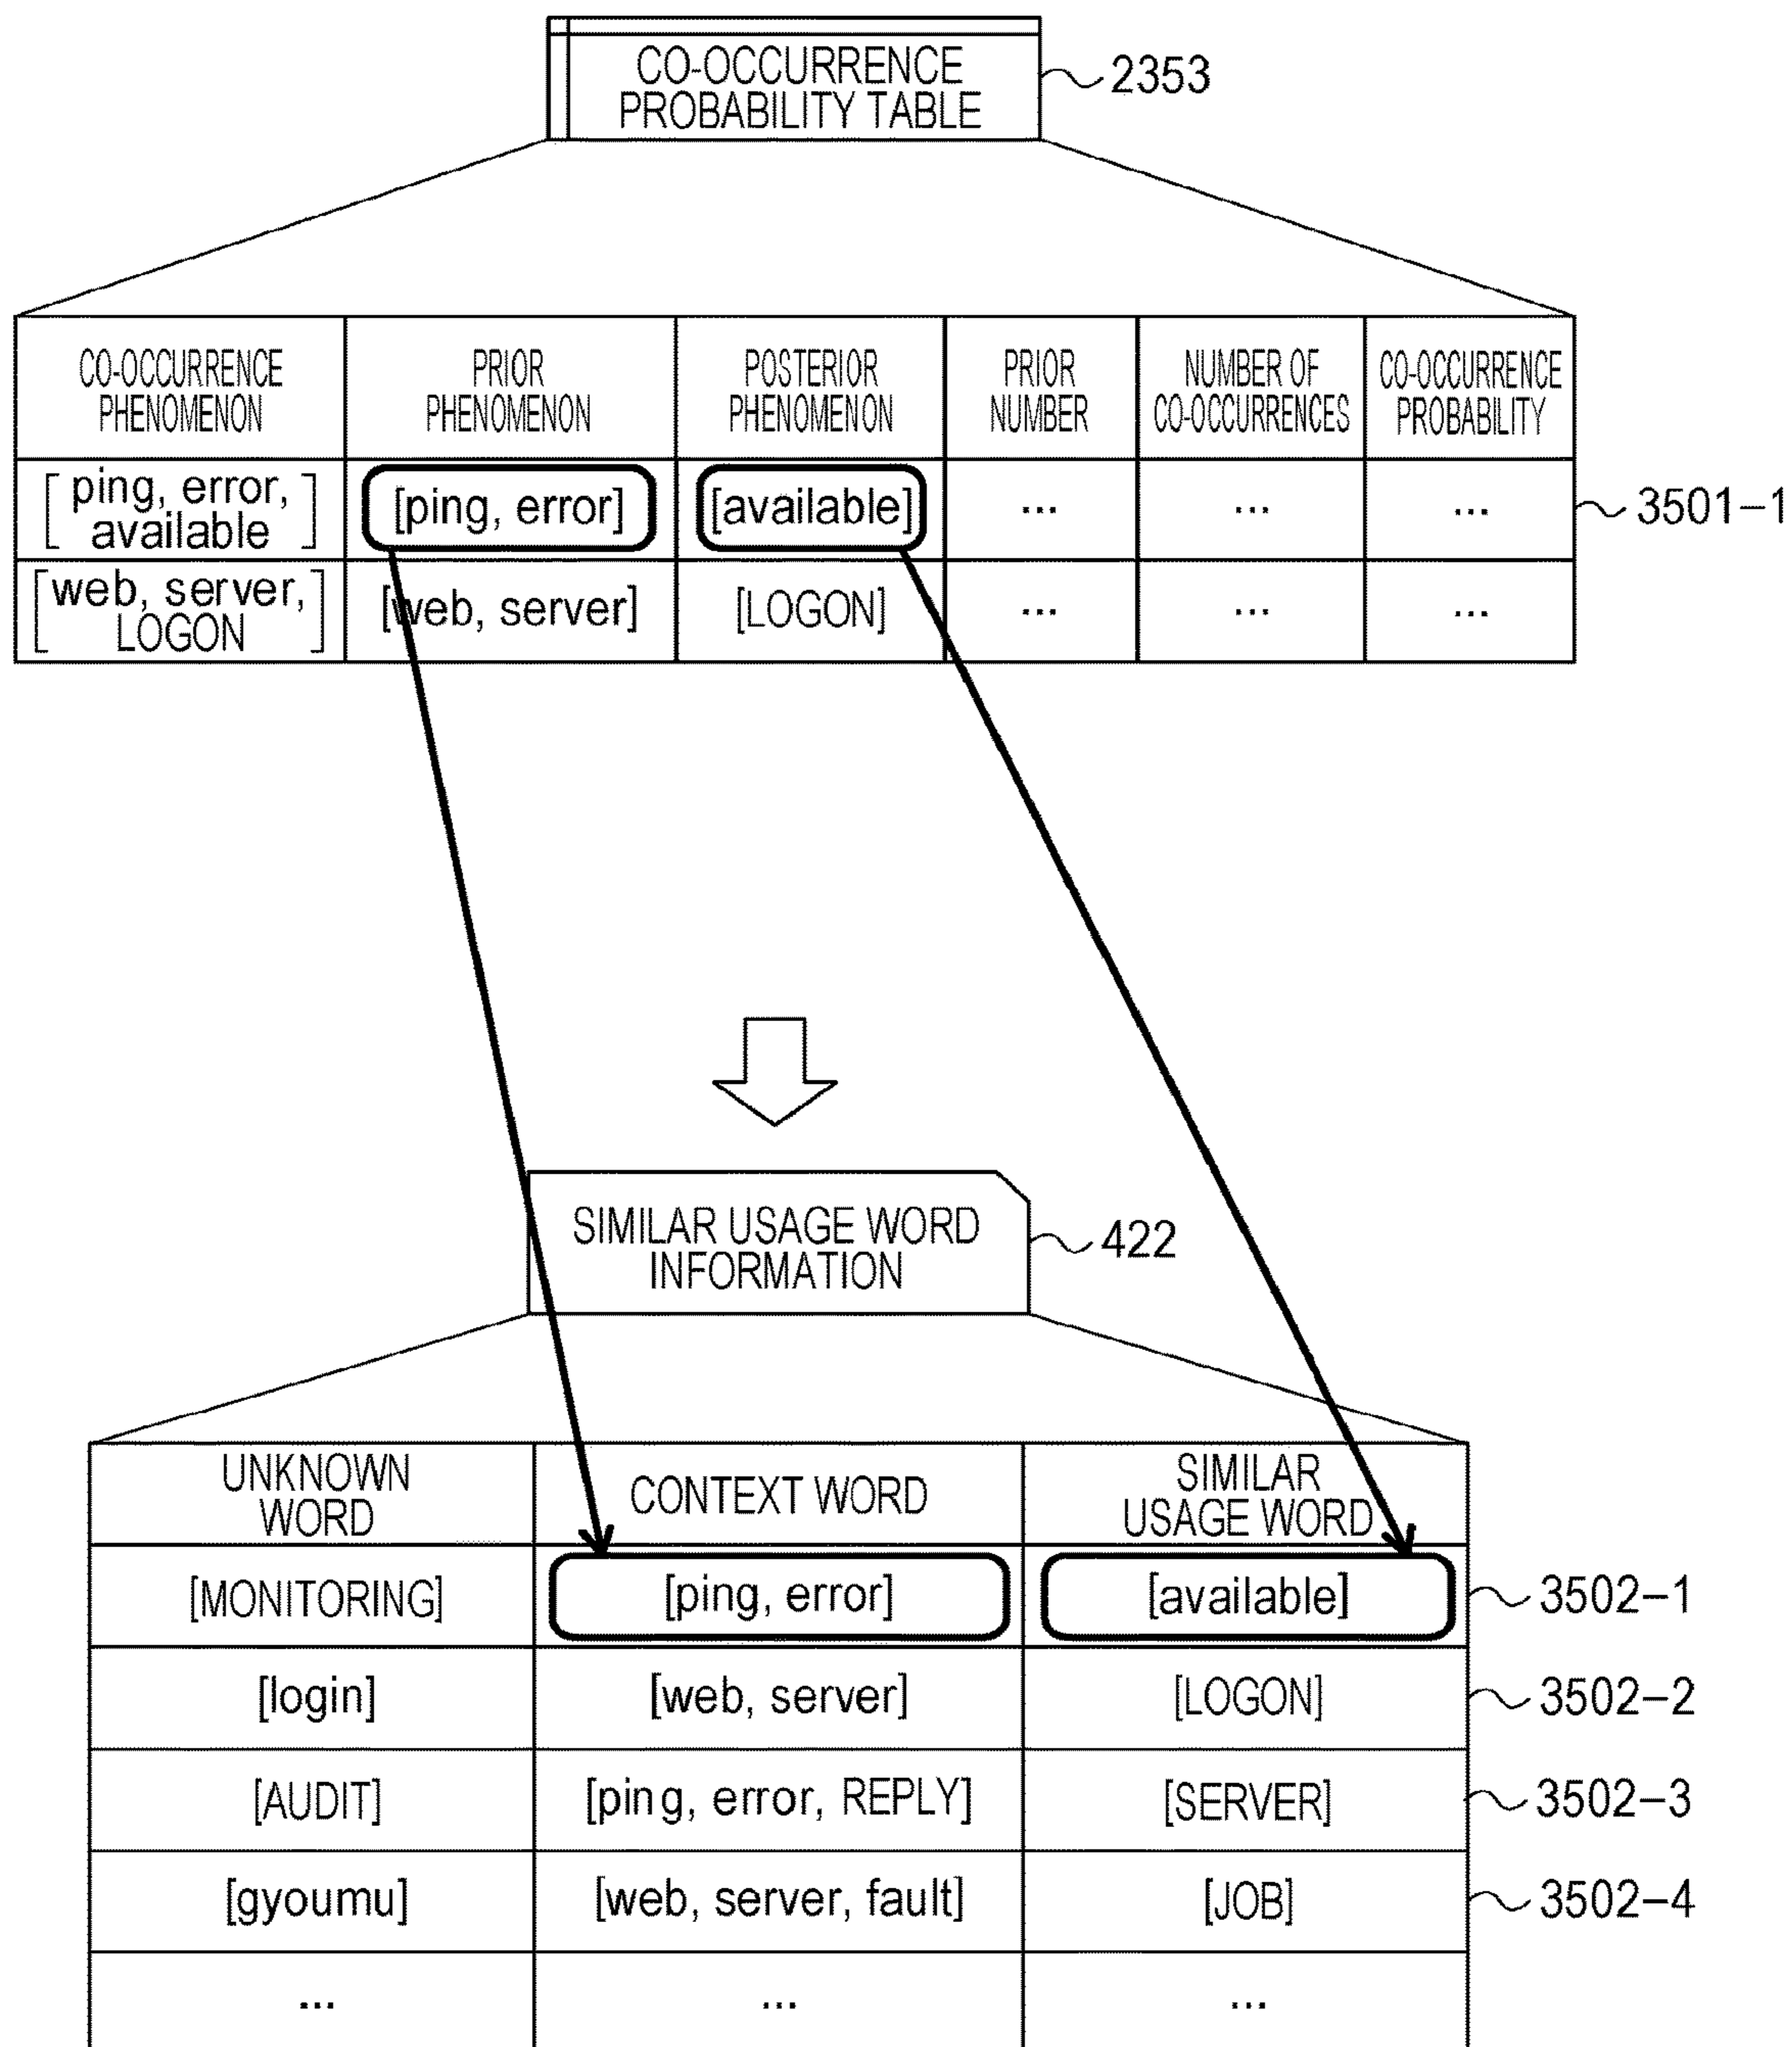 CO-OCCURRENCE
PROBABILITY TABLE
2353
CO-OCCURRENCE
PHENOMENON
PRIOR
PHENOMENON
POSTERIOR
PHENOMENON
PRIOR
NUMBER
NUMBER OF
CO-OCCURRENCES
CO-OCCURRENCE
PROBABILITY
[ping, error,
available]
[ping, error]
[available]
...
...
...
3501-1
[web, server,
LOGON]
[web, server]
[LOGON]
...
...
...
SIMILAR USAGE WORD
INFORMATION
422
UNKNOWN
WORD
CONTEXT WORD
SIMILAR
USAGE WORD
[MONITORING]
[ping, error]
[available]
3502-1
[login]
[web, server]
[LOGON]
3502-2
[AUDIT]
[ping, error, REPLY]
[SERVER]
3502-3
[gyoumu]
[web, server, fault]
[JOB]
3502-4
...
...
...